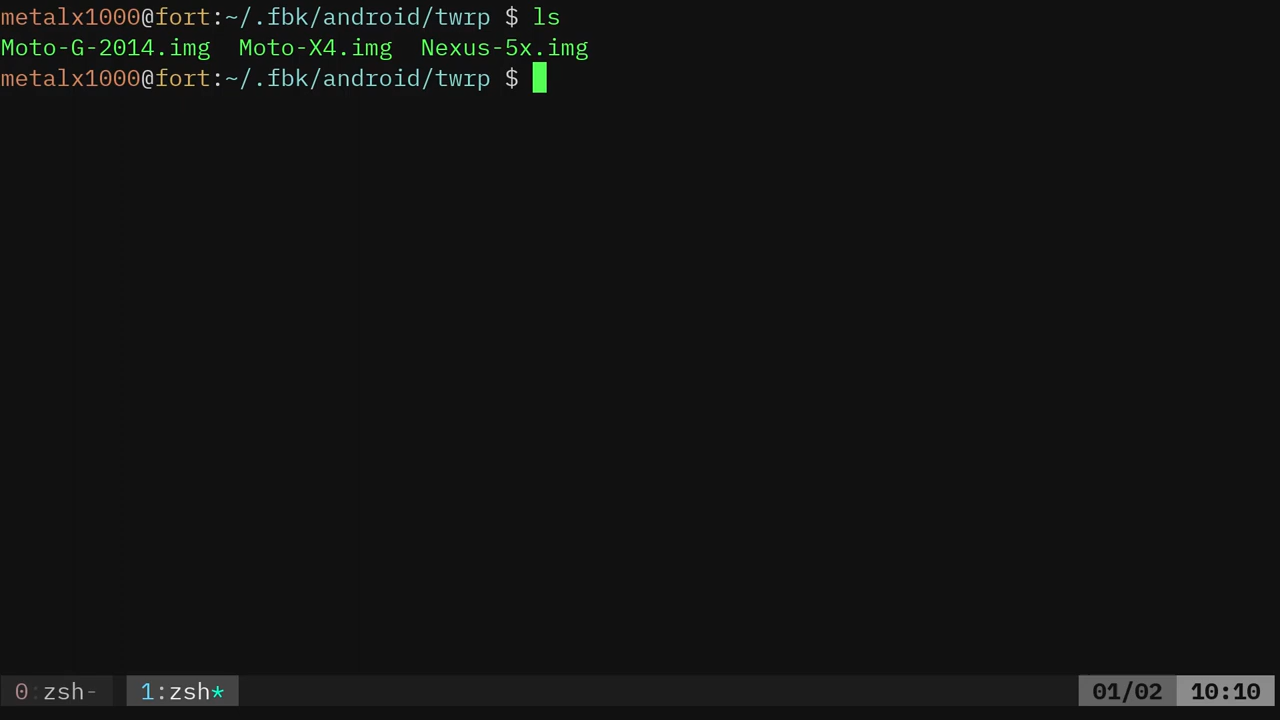 metalx1000@fort:~/.fbk/android/twrp $ ls
Moto-G-2014.img  Moto-X4.img  Nexus-5x.img
metalx1000@fort:~/.fbk/android/twrp $
0:zsh-  1:zsh*  01/02  10:10